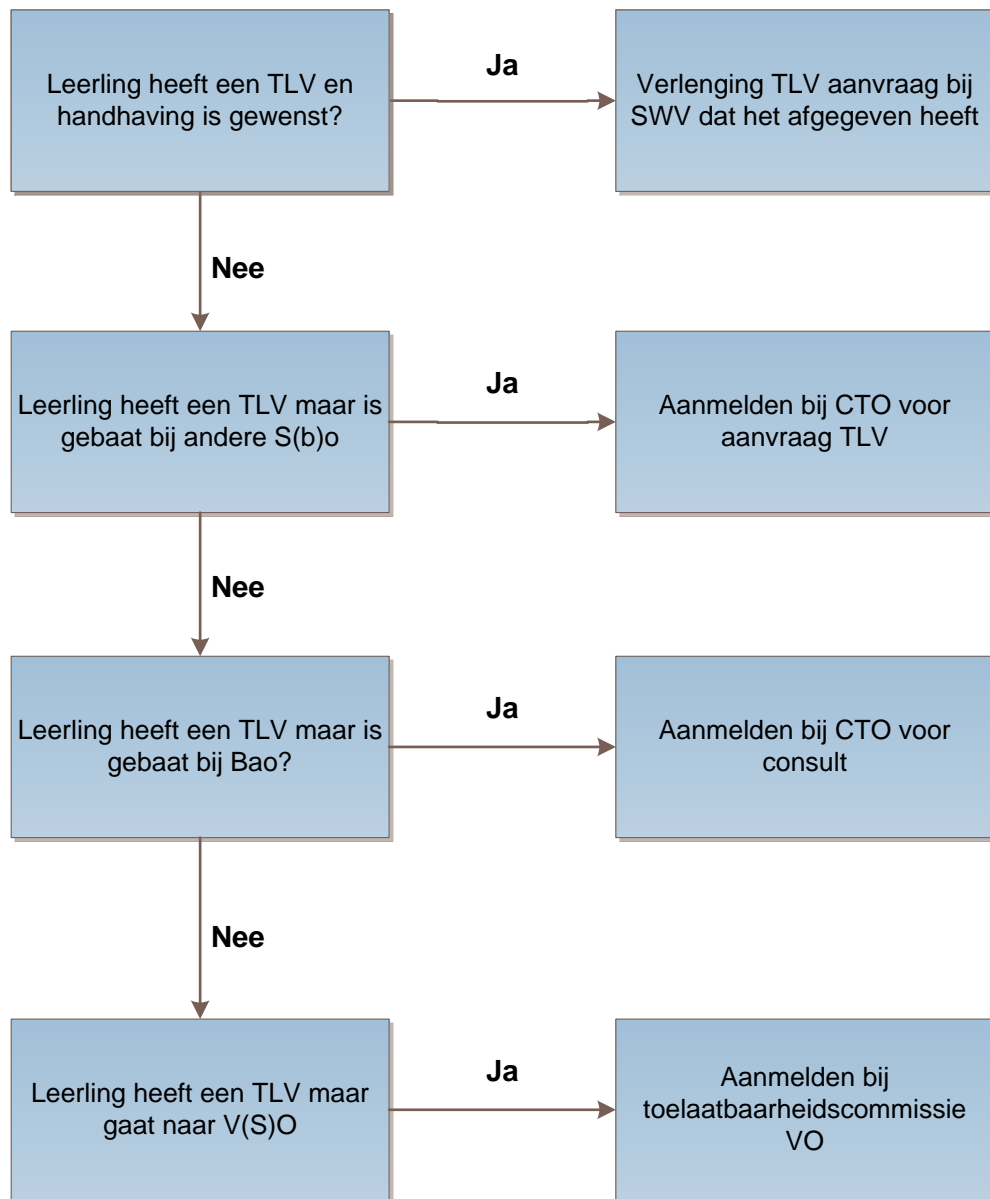 Leerling heeft een TLV en
handhaving is gewenst?
Ja
Verlenging TLV aanvraag bij
SWV dat het afgegeven heeft
Nee
Leerling heeft een TLV maar is
gebaat bij andere S(b)o
Ja
Aanmelden bij CTO voor
aanvraag TLV
Nee
Leerling heeft een TLV maar is
gebaat bij Bao?
Ja
Aanmelden bij CTO voor
consult
Nee
Leerling heeft een TLV maar
gaat naar V(S)O
Ja
Aanmelden bij
toelaatbaarheidscommissie
VO